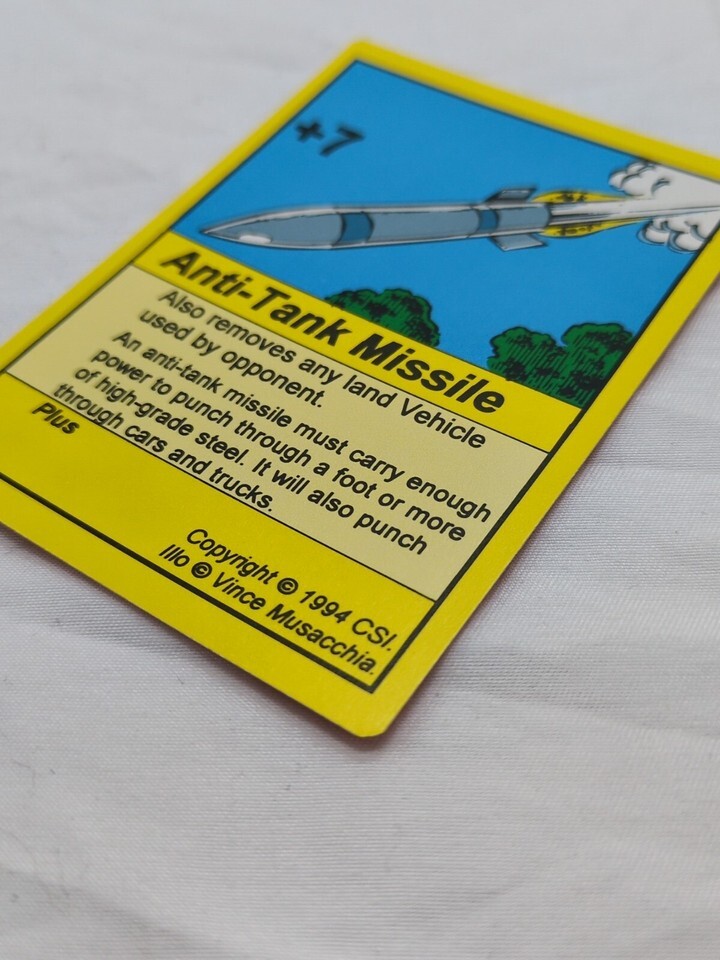 +7
Anti-Tank Missile
Also removes any land Vehicle
used by opponent.
An anti-tank missile must carry enough
power to punch through a foot or more
of high-grade steel. It will also punch
through cars and trucks.
Plus
Copyright © 1994 CSI.
Illo © Vince Musacchia.